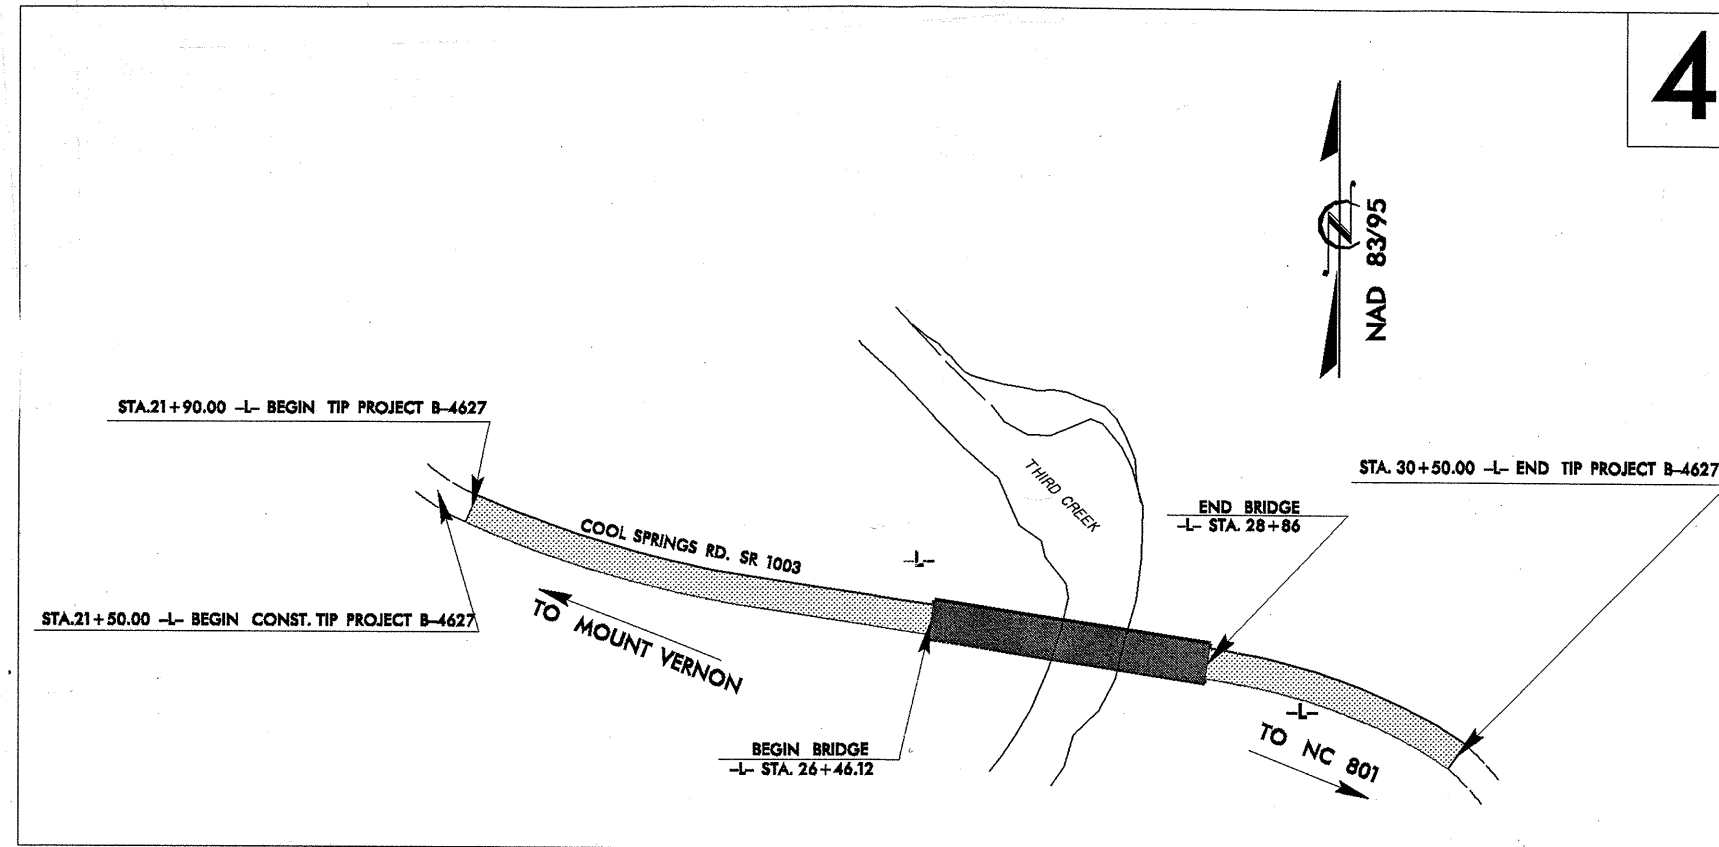 4
NAD 83/95
STA.21+90.00 -L- BEGIN TIP PROJECT B-4627
STA. 30+50.00 -L- END TIP PROJECT B-4627
THIRD CREEK
END BRIDGE
-L- STA. 28+86
COOL SPRINGS RD. SR 1003
-L-
STA.21+50.00 -L- BEGIN CONST. TIP PROJECT B-4627
TO MOUNT VERNON
-L-
TO NC 801
BEGIN BRIDGE
-L- STA. 26+46.12